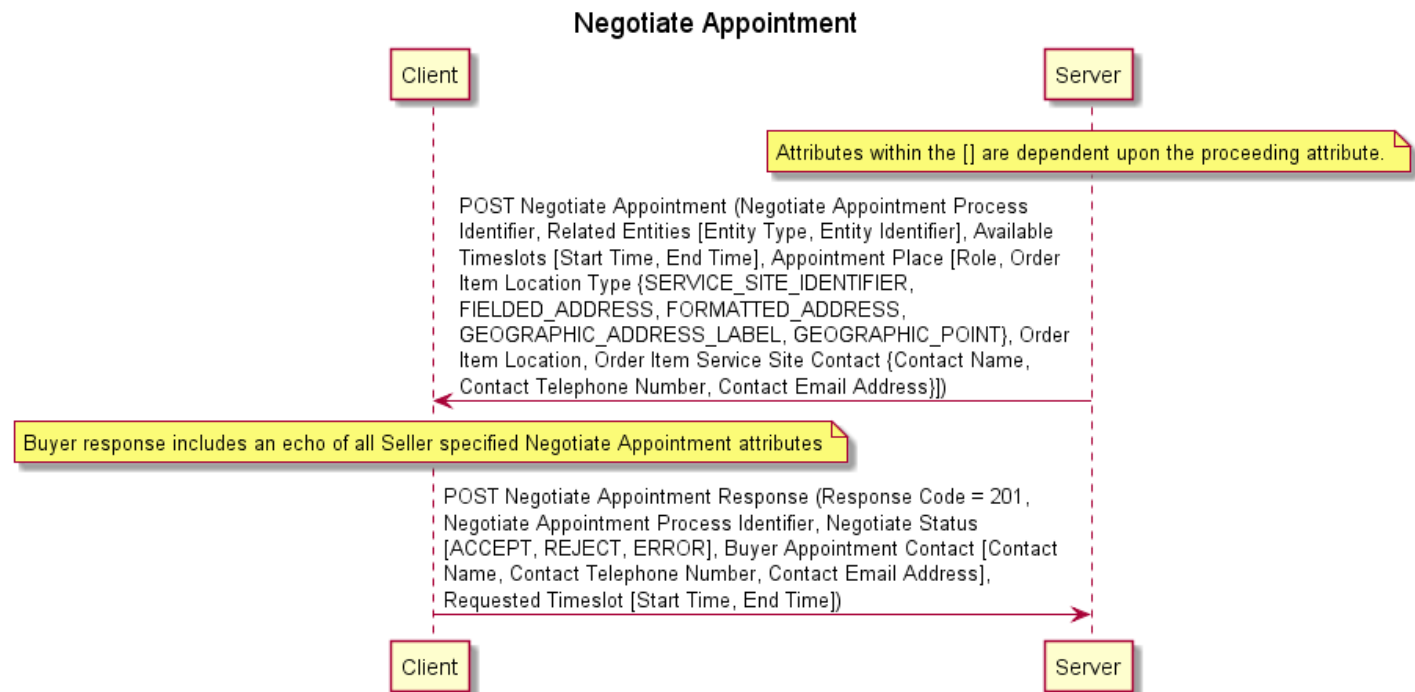 Negotiate Appointment
Client
Server
Attributes within the [] are dependent upon the proceeding attribute.
POST Negotiate Appointment (Negotiate Appointment Process
Identifier, Related Entities [Entity Type, Entity Identifier], Available
Timeslots [Start Time, End Time], Appointment Place [Role, Order
Item Location Type {SERVICE_SITE_IDENTIFIER,
FIELDED_ADDRESS, FORMATTED_ADDRESS,
GEOGRAPHIC_ADDRESS_LABEL, GEOGRAPHIC_POINT}, Order
Item Location, Order Item Service Site Contact {Contact Name,
Contact Telephone Number, Contact Email Address}])
Buyer response includes an echo of all Seller specified Negotiate Appointment attributes
POST Negotiate Appointment Response (Response Code = 201,
Negotiate Appointment Process Identifier, Negotiate Status
[ACCEPT, REJECT, ERROR], Buyer Appointment Contact [Contact
Name, Contact Telephone Number, Contact Email Address],
Requested Timeslot [Start Time, End Time])
Client
Server